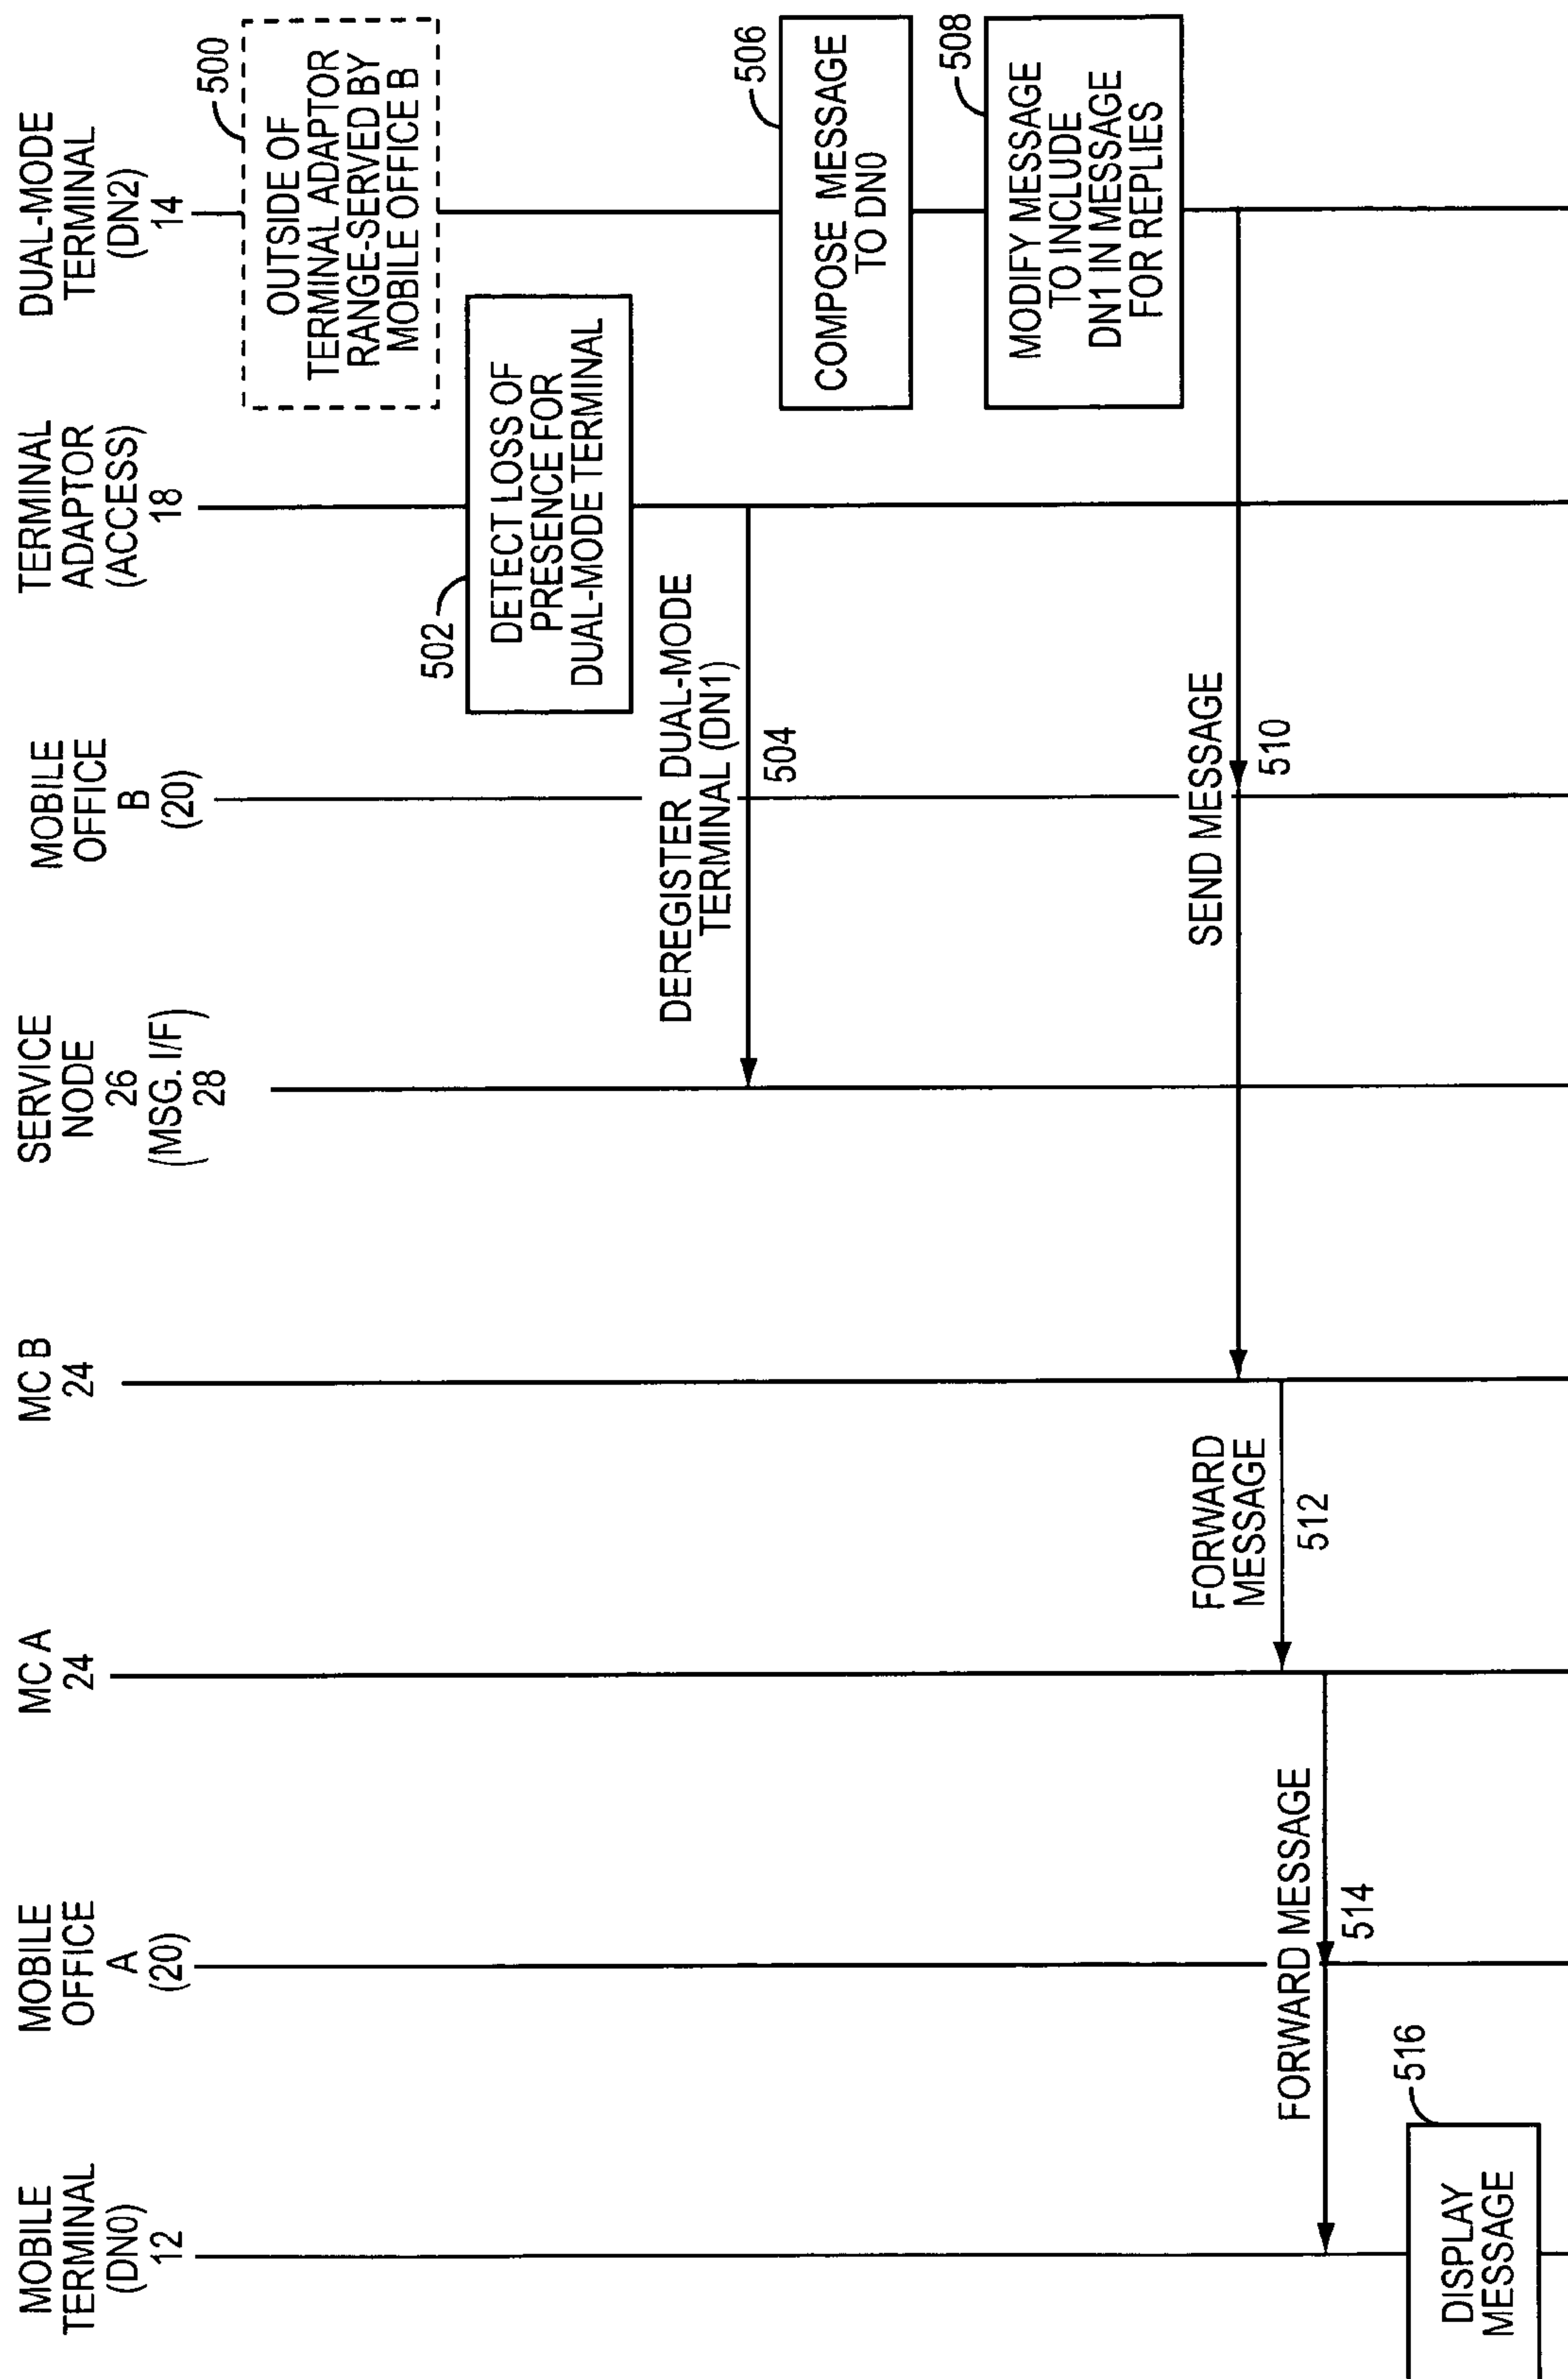 MOBILE
TERMINAL
(DN0)
12
MOBILE
OFFICE
A
(20)
MC A
24
MC B
24
SERVICE
NODE
26
(MSG. I/F)
28
MOBILE
OFFICE
B
(20)
TERMINAL
ADAPTOR
(ACCESS)
18
DUAL-MODE
TERMINAL
(DN2)
14
500
OUTSIDE OF
TERMINAL ADAPTOR
RANGE-SERVED BY
MOBILE OFFICE B
502
DETECT LOSS OF
PRESENCE FOR
DUAL-MODE TERMINAL
DEREGISTER DUAL-MODE
TERMINAL (DN1)
504
506
COMPOSE MESSAGE
TO DN0
508
MODIFY MESSAGE
TO INCLUDE
DN1 IN MESSAGE
FOR REPLIES
SEND MESSAGE
510
FORWARD
MESSAGE
512
FORWARD MESSAGE
514
516
DISPLAY
MESSAGE